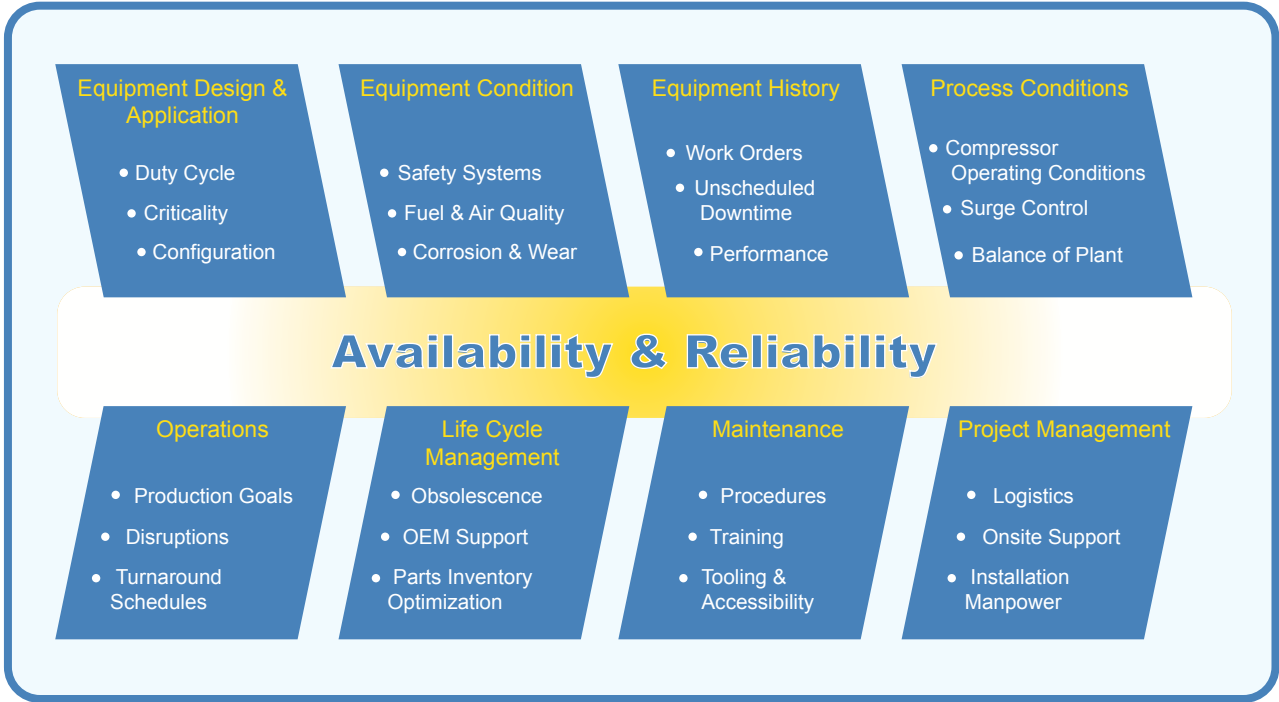 Equipment Design &
Application
• Duty Cycle
• Criticality
• Configuration
Equipment Condition
• Safety Systems
• Fuel & Air Quality
• Corrosion & Wear
Equipment History
• Work Orders
• Unscheduled
Downtime
• Performance
Process Conditions
• Compressor
Operating Conditions
• Surge Control
• Balance of Plant
Availability & Reliability
Operations
• Production Goals
• Disruptions
• Turnaround
Schedules
Life Cycle
Management
• Obsolescence
• OEM Support
• Parts Inventory
Optimization
Maintenance
• Procedures
• Training
• Tooling &
Accessibility
Project Management
• Logistics
• Onsite Support
• Installation
Manpower